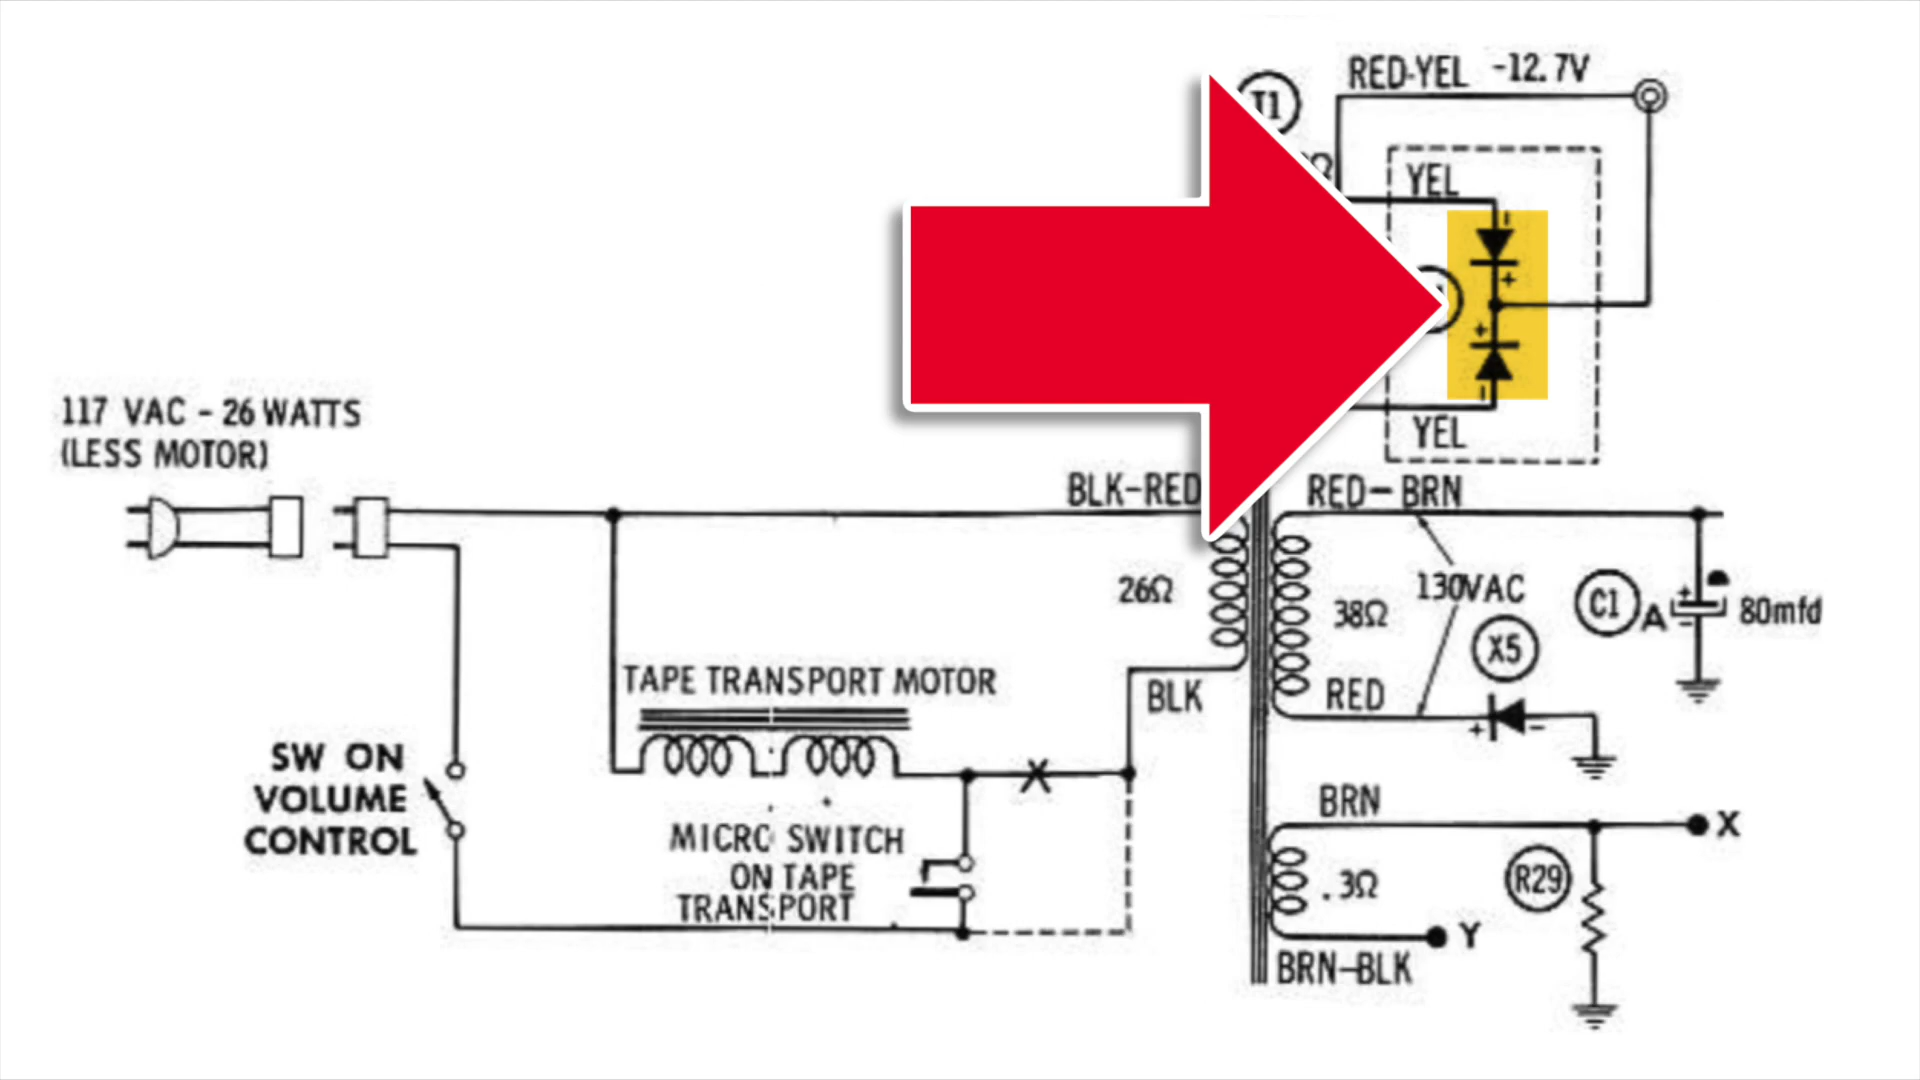 RED-YEL -12.7V
T1
Ω
YEL
-
+
+
-
YEL
117 VAC - 26 WATTS
(LESS MOTOR)
BLK-RED
RED-BRN
26Ω
130VAC
38Ω
C1
A
+
-
80mfd
X5
TAPE TRANSPORT MOTOR
BLK
RED
+
-
SW ON
VOLUME
CONTROL
X
MICRO SWITCH
ON TAPE
TRANSPORT
BRN
X
.3Ω
R29
Y
BRN-BLK